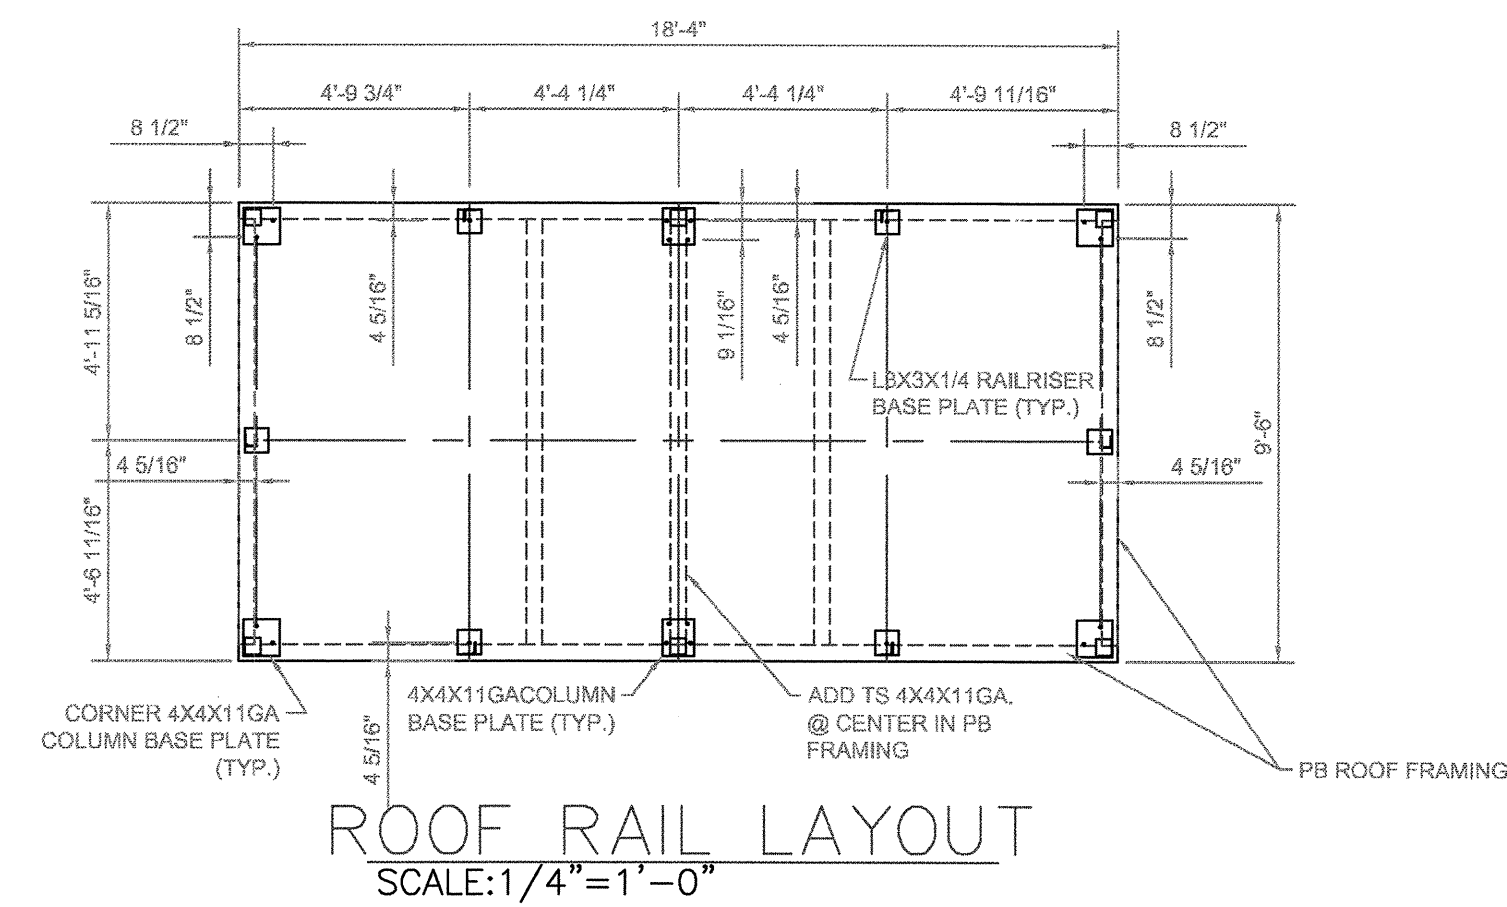 18'-4"
4'-9 3/4"
4'-4 1/4"
4'-4 1/4"
4'-9 11/16"
8 1/2"
8 1/2"
4'-11 5/16"
8 1/2"
4 5/16"
9 1/16"
4 5/16"
8 1/2"
L8X3X1/4 RAILRISER
BASE PLATE (TYP.)
9'-6"
4 5/16"
4 5/16"
4'-6 11/16"
CORNER 4X4X11GA
COLUMN BASE PLATE
(TYP.)
4X4X11GACOLUMN
BASE PLATE (TYP.)
4 5/16"
ADD TS 4X4X11GA.
@ CENTER IN PB
FRAMING
PB ROOF FRAMING
ROOF RAIL LAYOUT
SCALE:1/4"=1'-0"